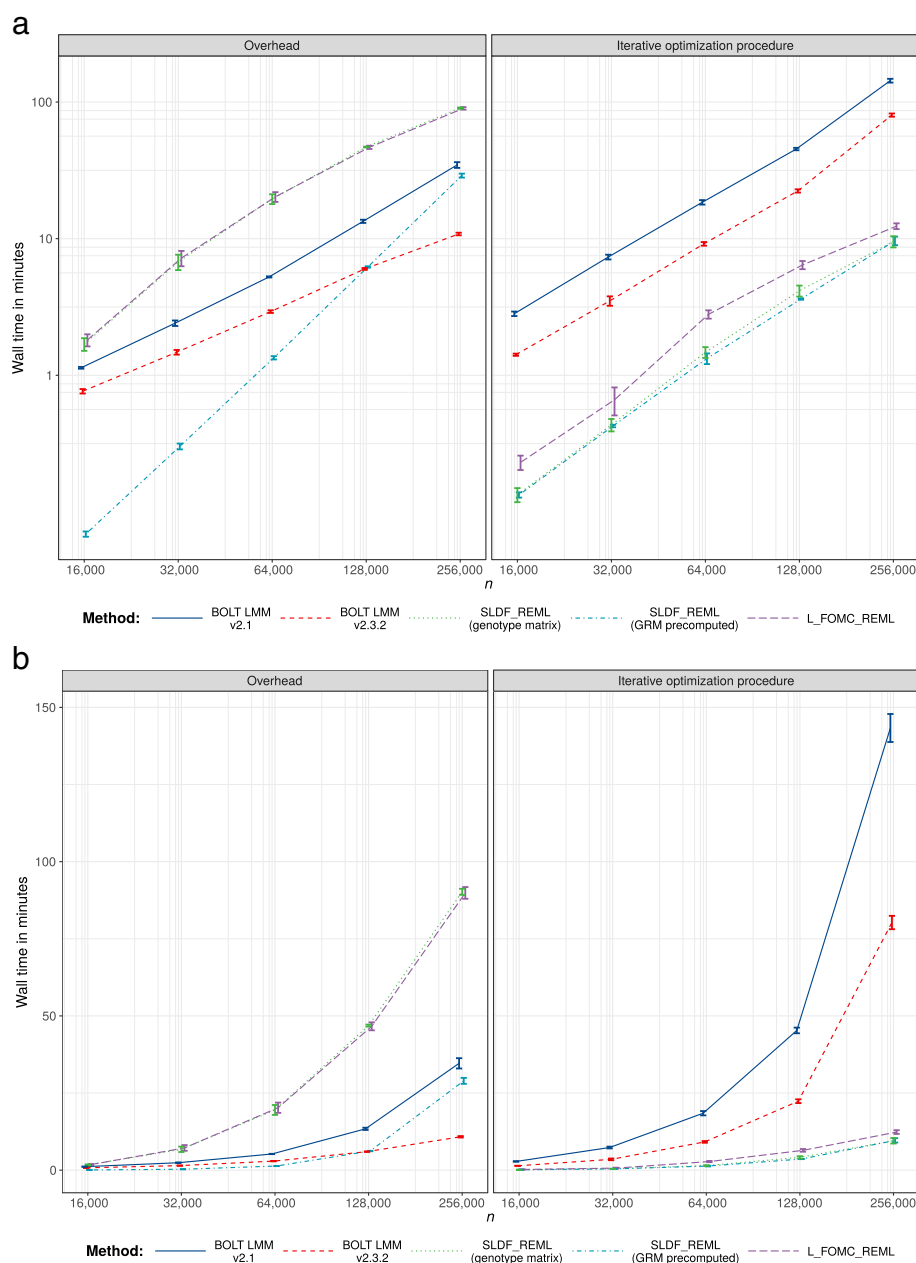 a
Overhead
Iterative optimization procedure
100
10
1
Wall time in minutes
16,000 32,000 64,000 128,000 256,000
16,000 32,000 64,000 128,000 256,000
n
Method: BOLT LMM v2.1 BOLT LMM v2.3.2 SLDF_REML (genotype matrix) SLDF_REML (GRM precomputed) L_FOMC_REML
b
Overhead
Iterative optimization procedure
150
100
50
0
Wall time in minutes
16,000 32,000 64,000 128,000 256,000
16,000 32,000 64,000 128,000 256,000
n
Method: BOLT LMM v2.1 BOLT LMM v2.3.2 SLDF_REML (genotype matrix) SLDF_REML (GRM precomputed) L_FOMC_REML